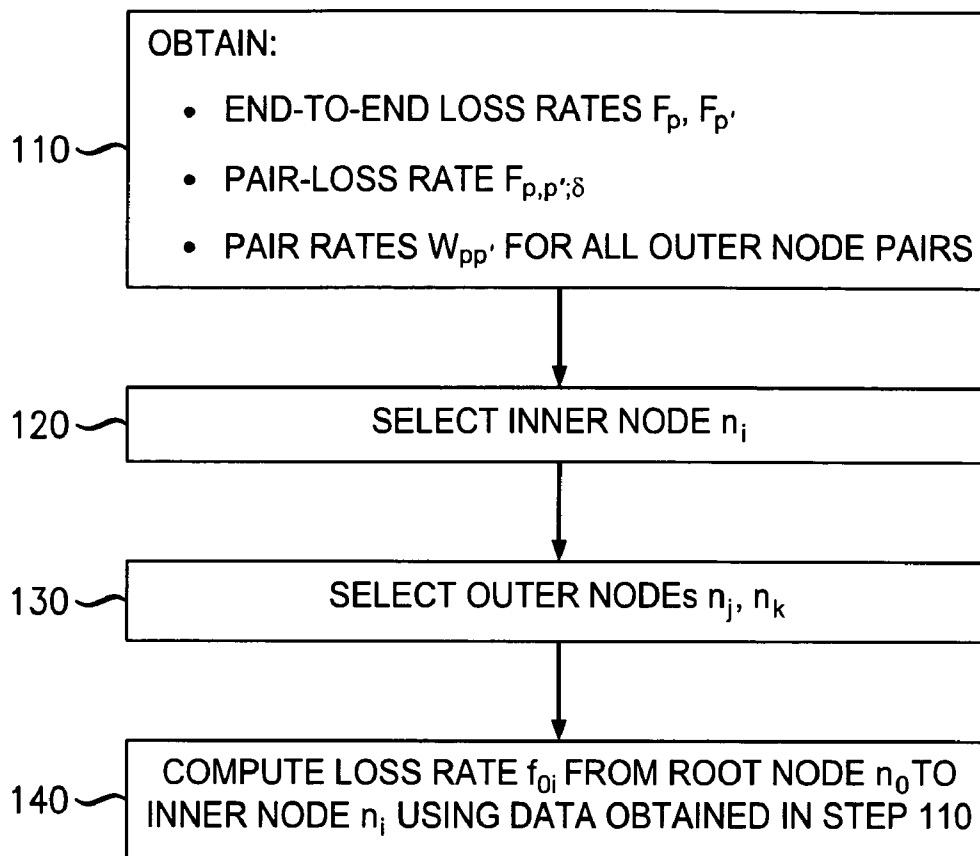 OBTAIN:
• END-TO-END LOSS RATES Fp, Fp'
110
• PAIR-LOSS RATE Fp,p';δ
• PAIR RATES Wpp' FOR ALL OUTER NODE PAIRS
120
SELECT INNER NODE ni
130
SELECT OUTER NODEs nj, nk
140
COMPUTE LOSS RATE f0i FROM ROOT NODE n0 TO
INNER NODE ni USING DATA OBTAINED IN STEP 110